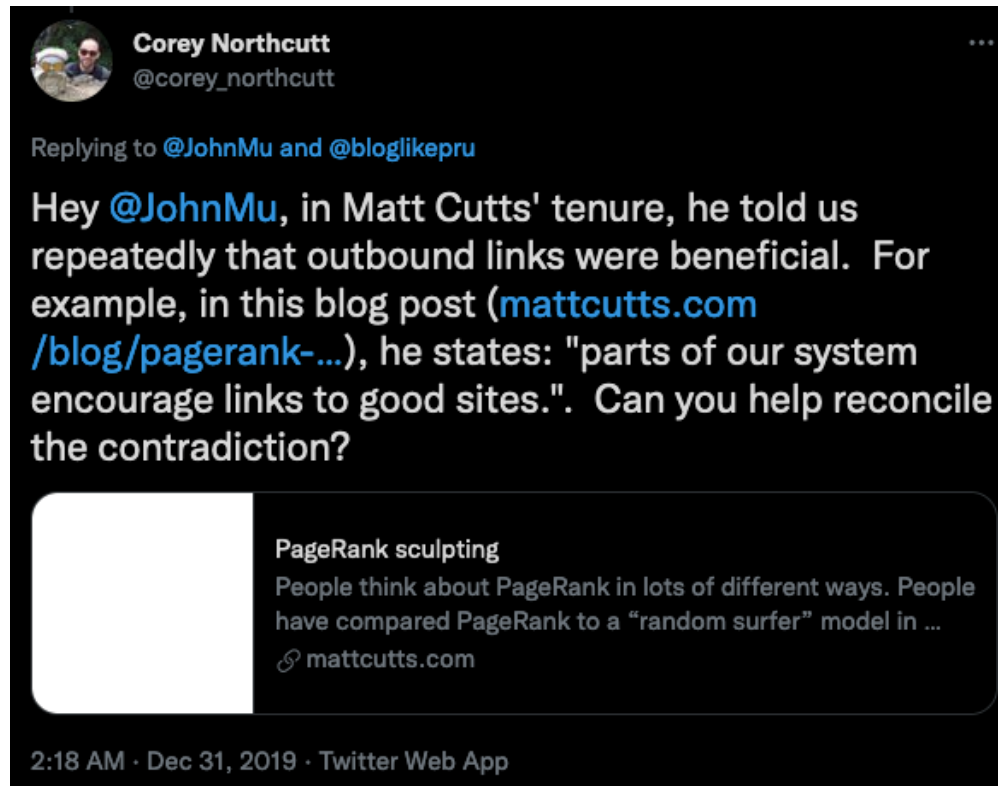 Corey Northcutt
@corey_northcutt
Replying to @JohnMu and @bloglikepru
Hey @JohnMu, in Matt Cutts' tenure, he told us
repeatedly that outbound links were beneficial.  For
example, in this blog post (mattcutts.com
/blog/pagerank-...), he states: "parts of our system
encourage links to good sites.".  Can you help reconcile
the contradiction?
PageRank sculpting
People think about PageRank in lots of different ways. People
have compared PageRank to a “random surfer” model in ...
mattcutts.com
2:18 AM · Dec 31, 2019 · Twitter Web App